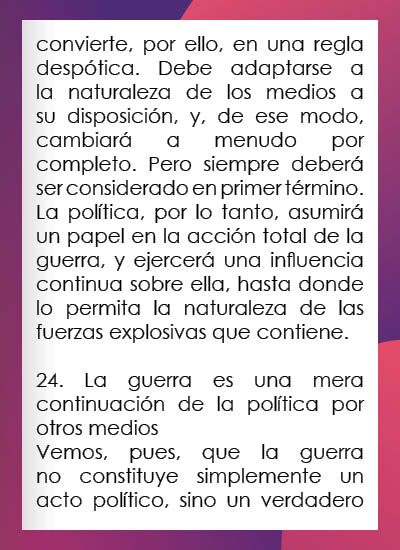 convierte, por ello, en una regla
despótica. Debe adaptarse a
la naturaleza de los medios a
su disposición, y, de ese modo,
cambiará a menudo por
completo. Pero siempre deberá
ser considerado en primer término.
La política, por lo tanto, asumirá
un papel en la acción total de la
guerra, y ejercerá una influencia
continua sobre ella, hasta donde
lo permita la naturaleza de las
fuerzas explosivas que contiene.

24. La guerra es una mera
continuación de la política por
otros medios
Vemos, pues, que la guerra
no constituye simplemente un
acto político, sino un verdadero